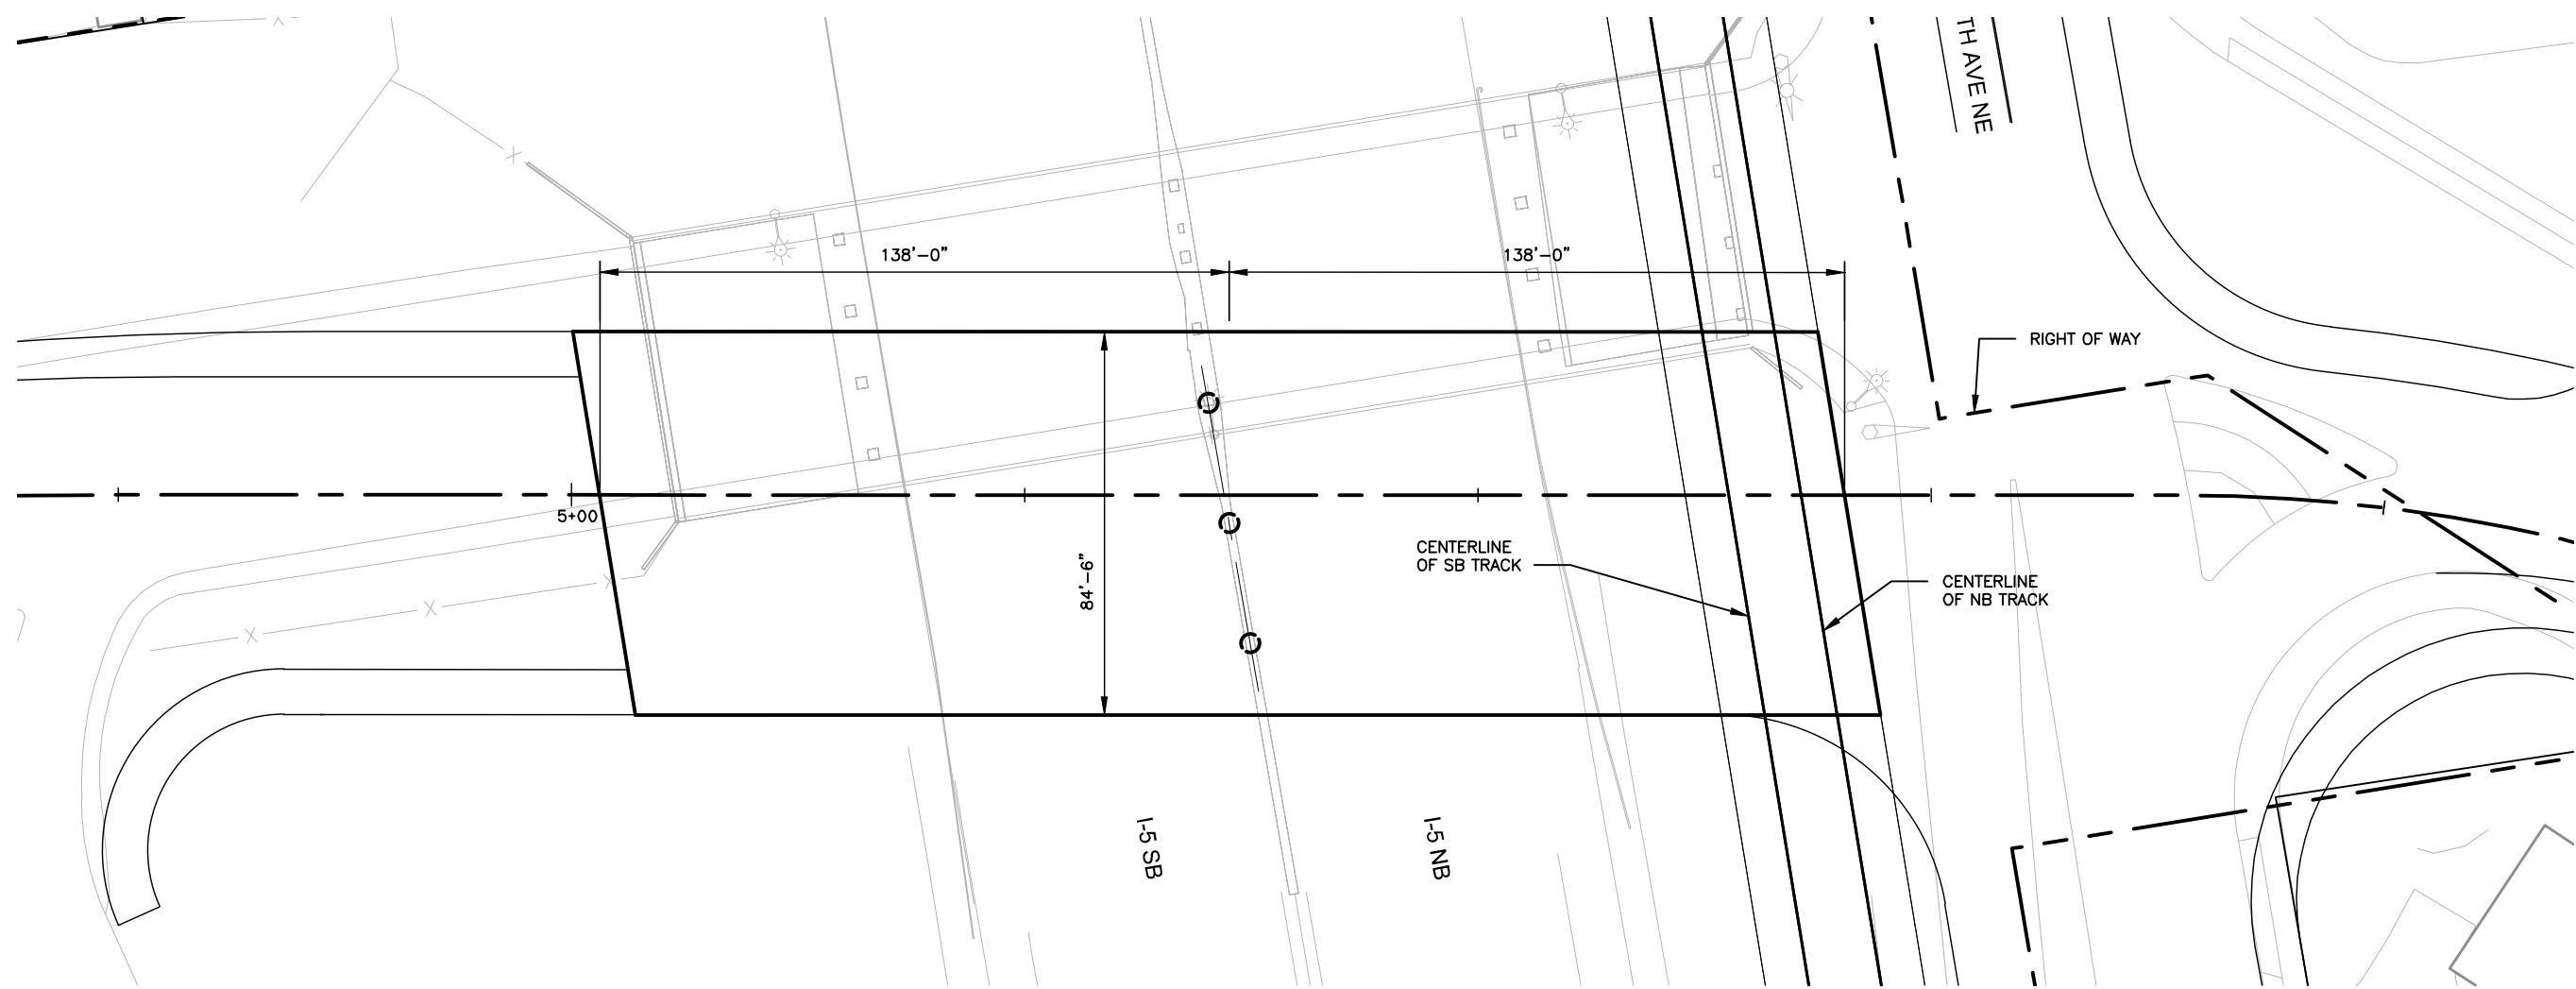 TH AVE NE
138'-0"
138'-0"
RIGHT OF WAY
5+00
84'-6"
CENTERLINE
OF SB TRACK
CENTERLINE
OF NB TRACK
I-5 SB
I-5 NB